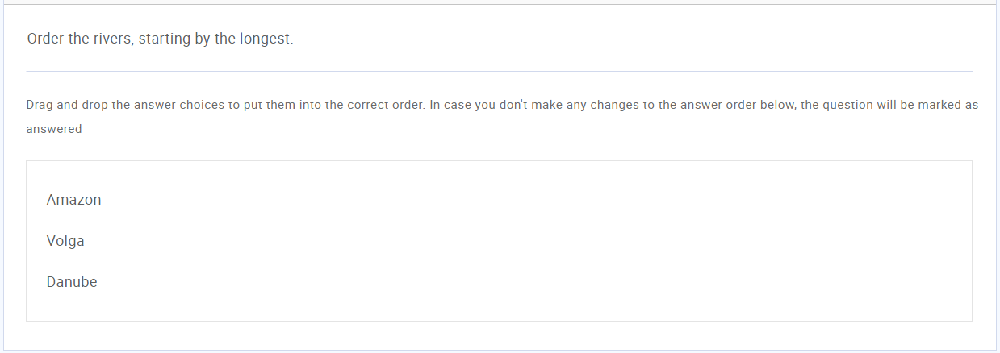 Order the rivers, starting by the longest.
Drag and drop the answer choices to put them into the correct order. In case you don't make any changes to the answer order below, the question will be marked as
answered
Amazon
Volga
Danube